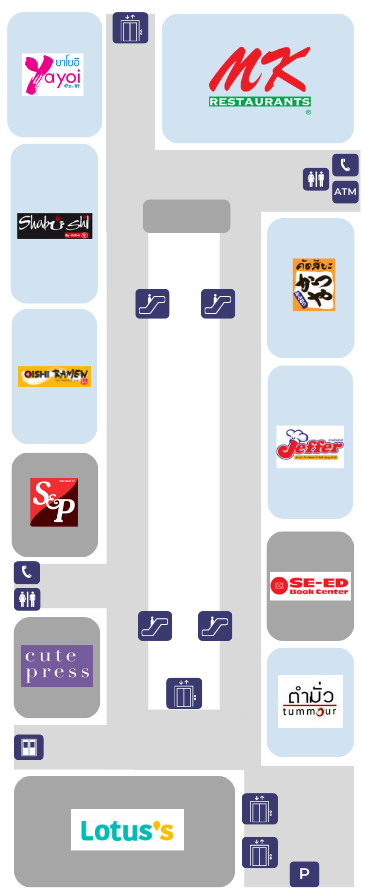 ยาโยอิ
Yayoi
MK
RESTAURANTS
®
ATM
Shabushi
คัตสึยะ
かつや
OISHI RAMEN
Jeffer
S&P
SE-ED
Book Center
cute
press
ตำมั่ว
tummour
Lotus's
P